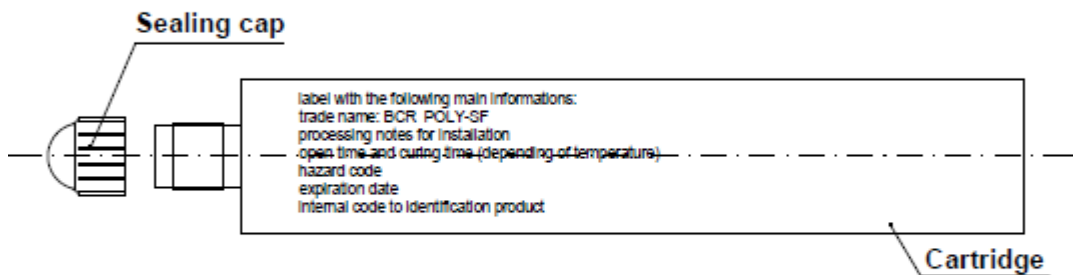 Sealing cap
label with the following main informations:
trade name: BCR POLY-SF
processing notes for installation
open time and curing time (depending of temperature)
hazard code
expiration date
internal code to identification product
Cartridge